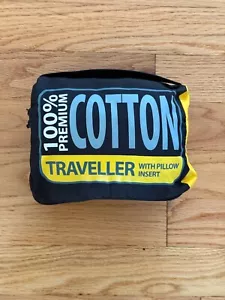 100%
PREMIUM
COTTON
TRAVELLER WITH PILLOW
INSERT